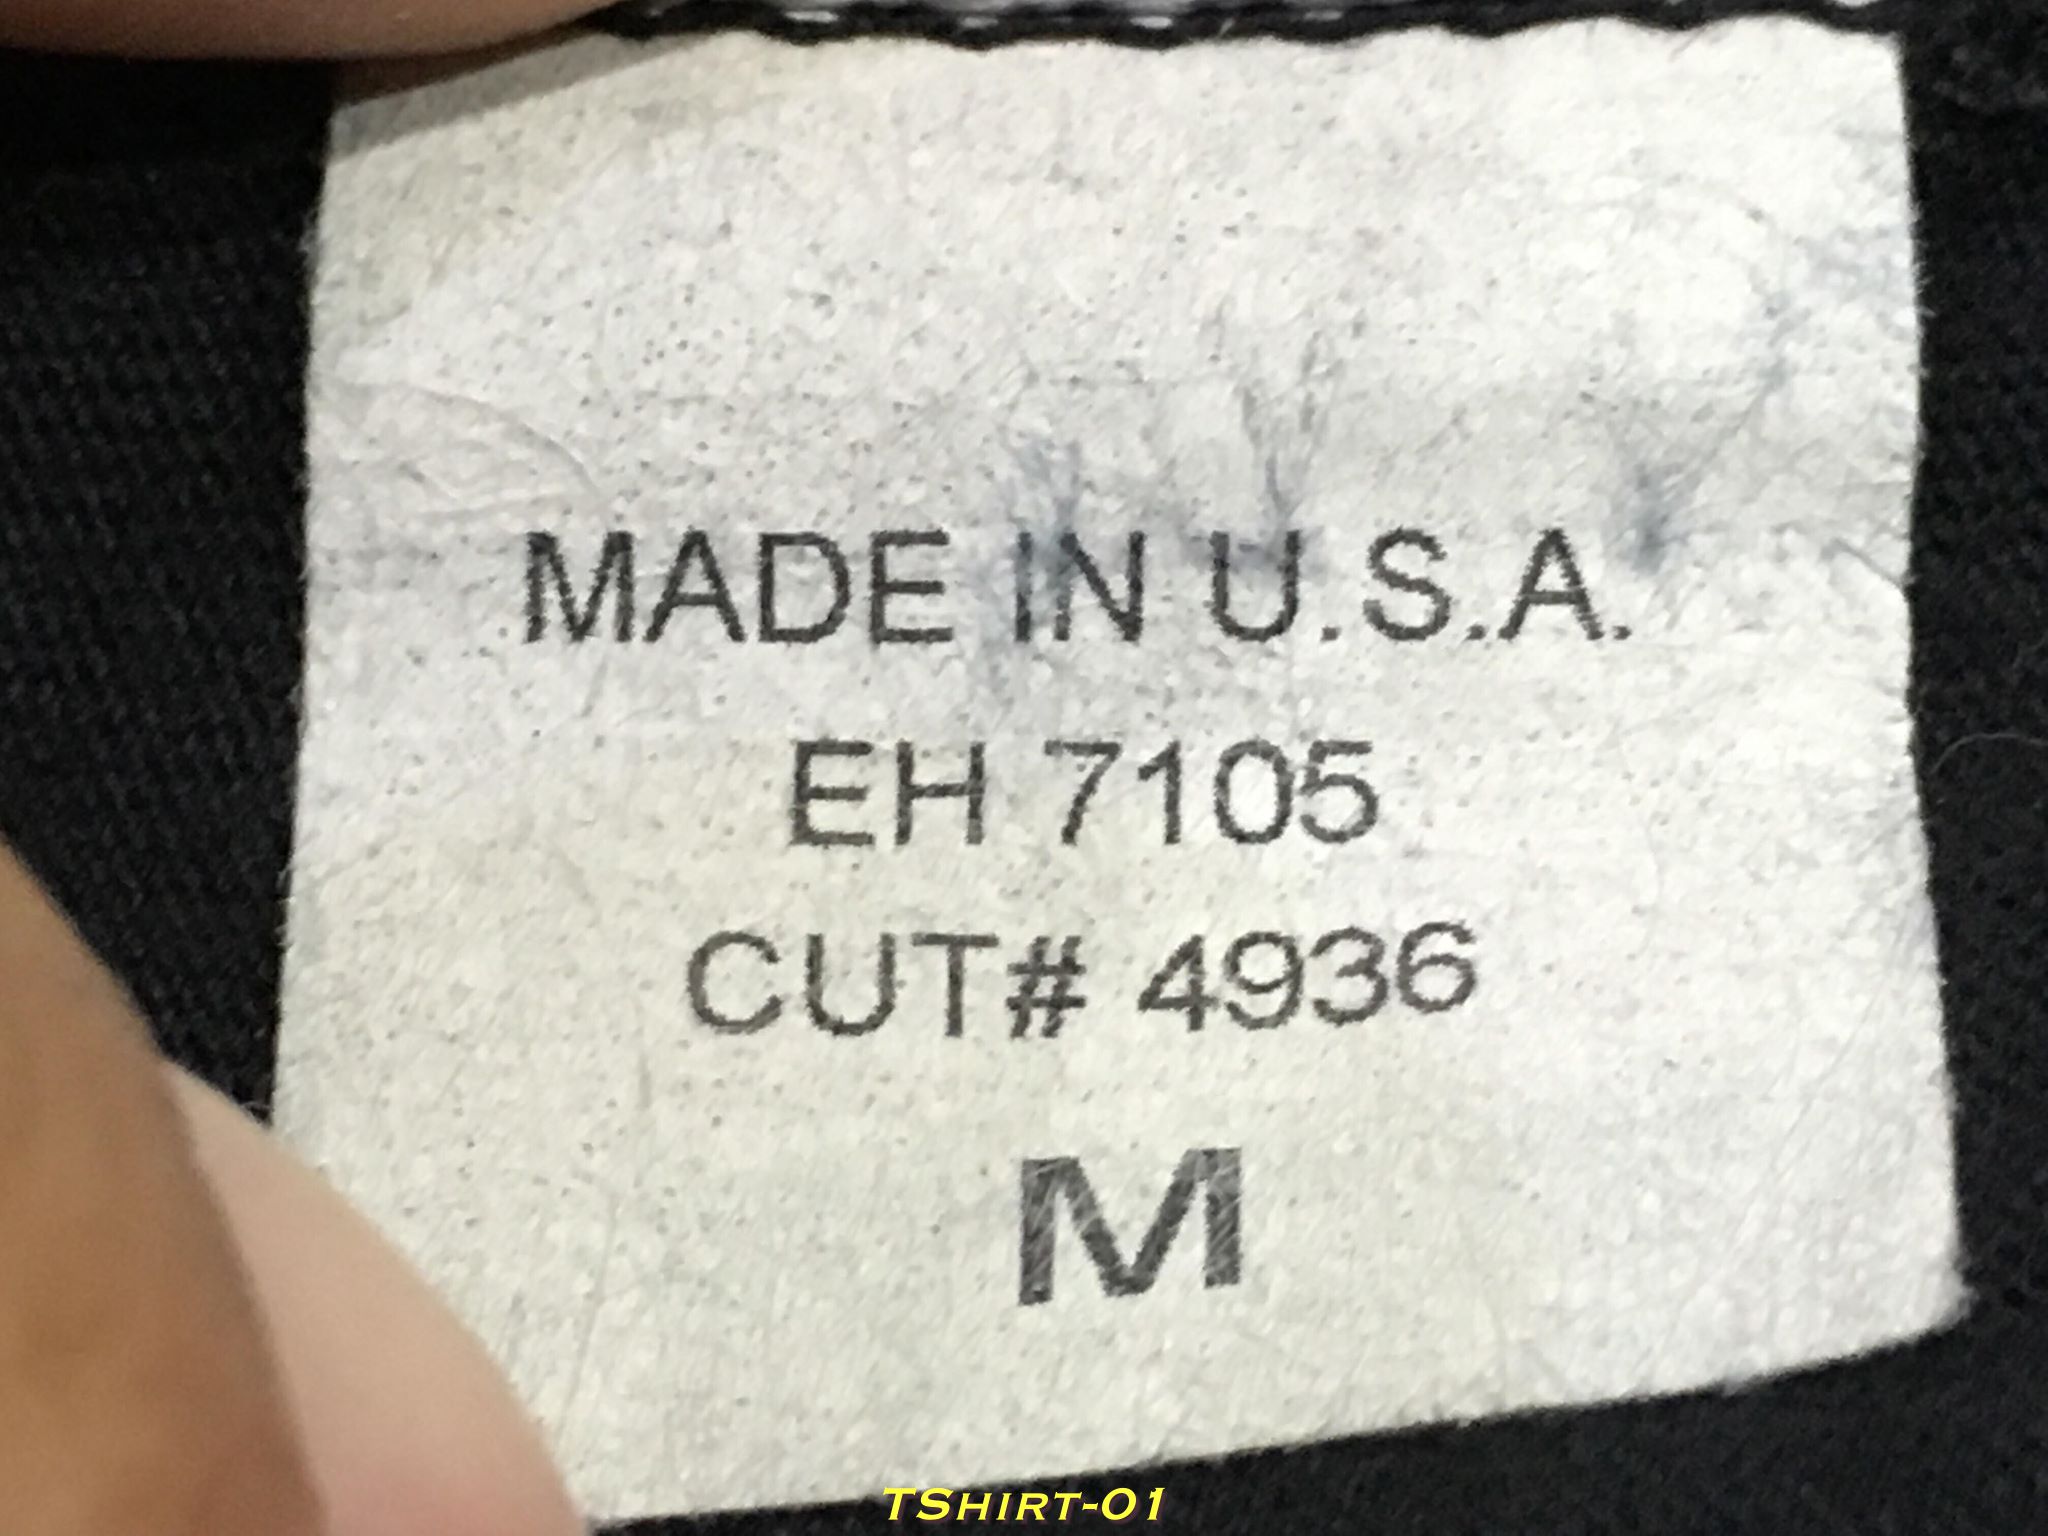 MADE IN U.S.A.
EH 7105
CUT# 4936
M
TShirt-01